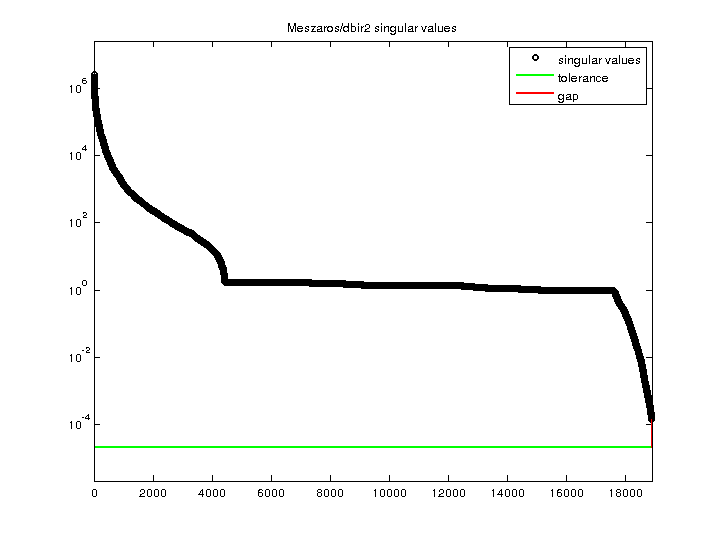 Meszaros/dbir2 singular values
singular values
tolerance
gap
10^6
10^4
10^2
10^0
10^-2
10^-4
0 2000 4000 6000 8000 10000 12000 14000 16000 18000